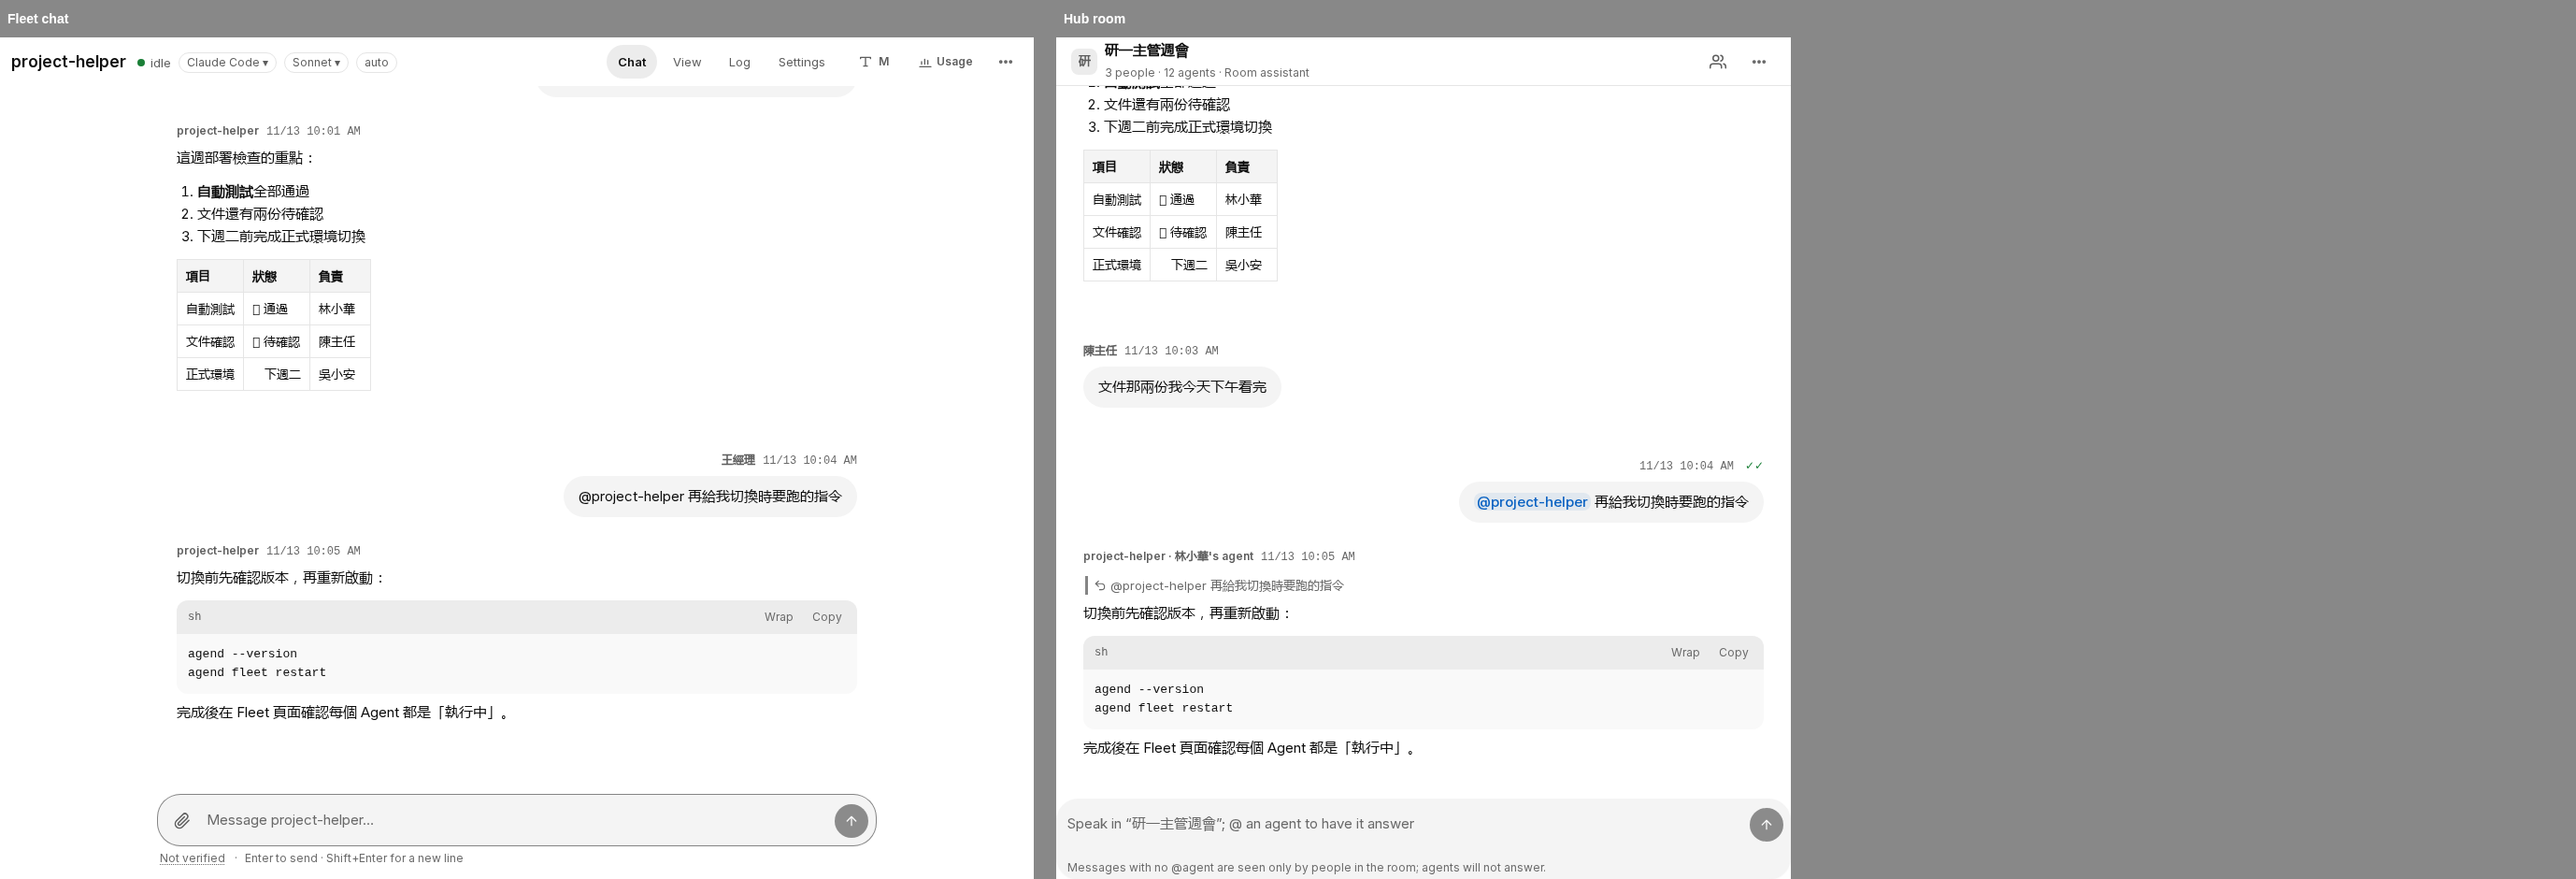 Fleet chat
project-helper idle Claude Code ▾ Sonnet ▾ auto Chat View Log Settings M Usage •••
project-helper 11/13 10:01 AM
這週部署檢查的重點：
1. 自動測試全部通過
2. 文件還有兩份待確認
3. 下週二前完成正式環境切換
項目 狀態 負責
自動測試 通過 林小華
文件確認 待確認 陳主任
正式環境 下週二 吳小安
王經理 11/13 10:04 AM
@project-helper 再給我切換時要跑的指令
project-helper 11/13 10:05 AM
切換前先確認版本，再重新啟動：
sh Wrap Copy
agend --version
agend fleet restart
完成後在 Fleet 頁面確認每個 Agent 都是「執行中」。
Message project-helper...
Not verified · Enter to send · Shift+Enter for a new line
Hub room
研 研一主管週會
3 people · 12 agents · Room assistant
2. 文件還有兩份待確認
3. 下週二前完成正式環境切換
項目 狀態 負責
自動測試 通過 林小華
文件確認 待確認 陳主任
正式環境 下週二 吳小安
陳主任 11/13 10:03 AM
文件那兩份我今天下午看完
11/13 10:04 AM ✓✓
@project-helper 再給我切換時要跑的指令
project-helper · 林小華's agent 11/13 10:05 AM
@project-helper 再給我切換時要跑的指令
切換前先確認版本，再重新啟動：
sh Wrap Copy
agend --version
agend fleet restart
完成後在 Fleet 頁面確認每個 Agent 都是「執行中」。
Speak in “研一主管週會”; @ an agent to have it answer
Messages with no @agent are seen only by people in the room; agents will not answer.